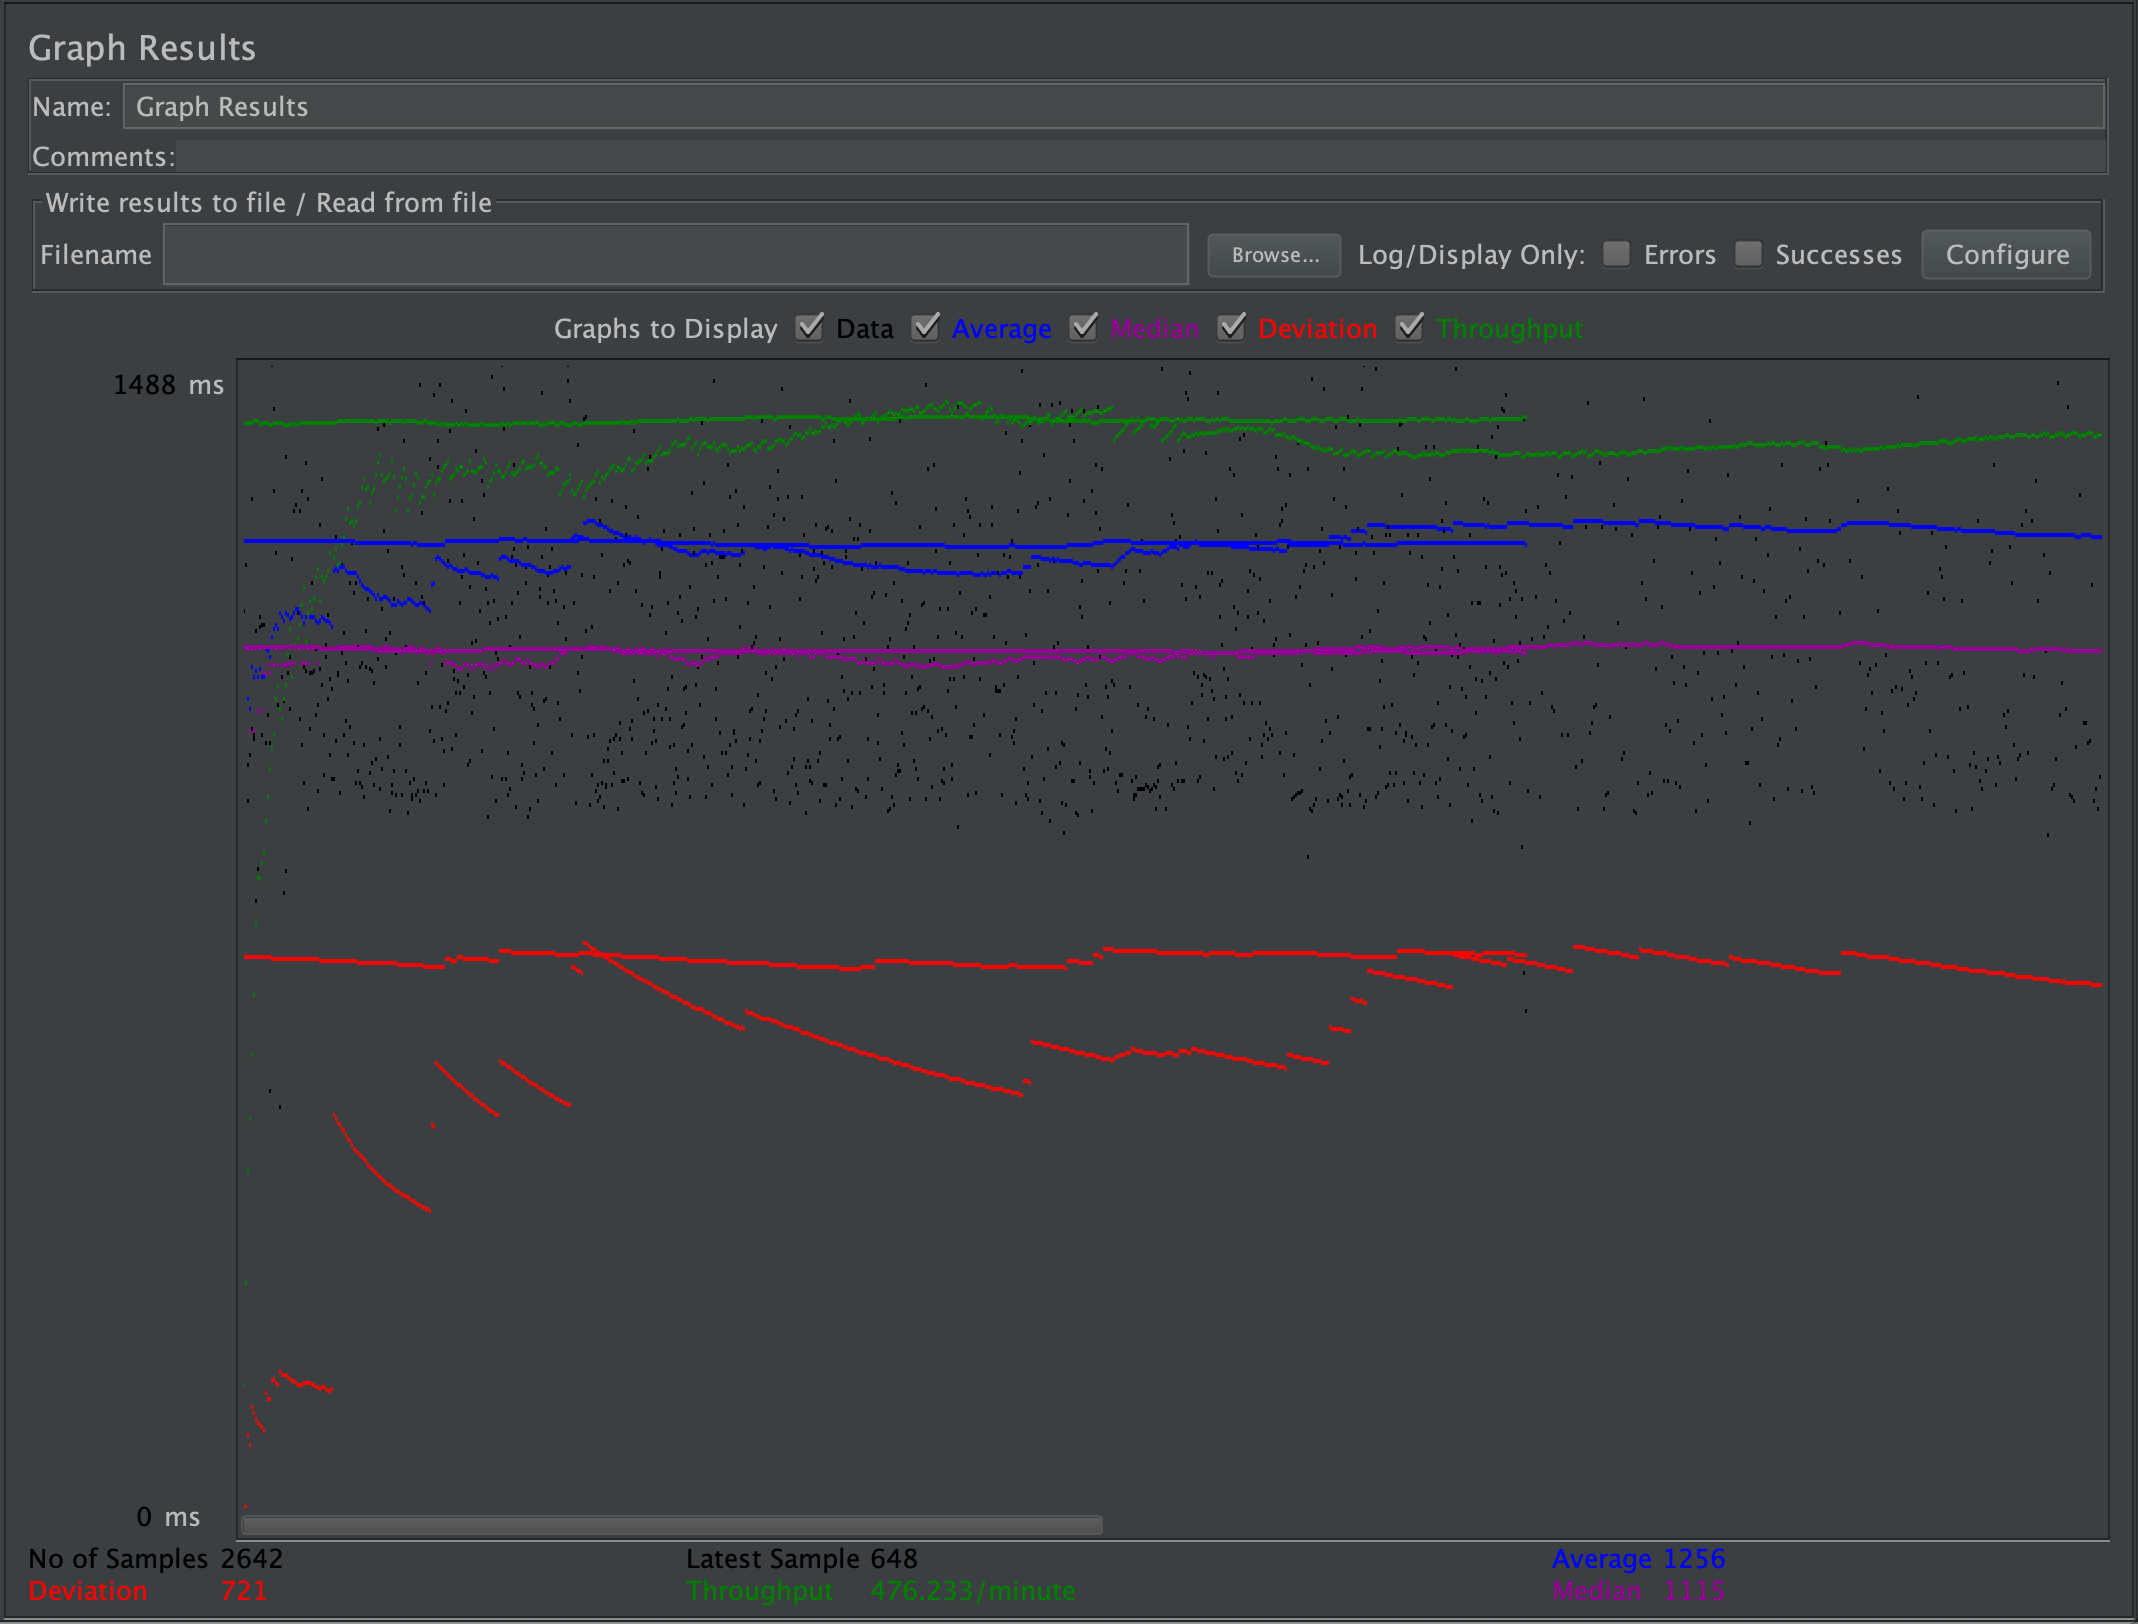 Graph Results
Name: Graph Results
Comments:
Write results to file / Read from file
Filename Browse... Log/Display Only: Errors Successes Configure
Graphs to Display Data Average Median Deviation Throughput
1488 ms
0 ms
No of Samples 2642 Latest Sample 648 Average 1256
Deviation 721 Throughput 476.233/minute Median 1115